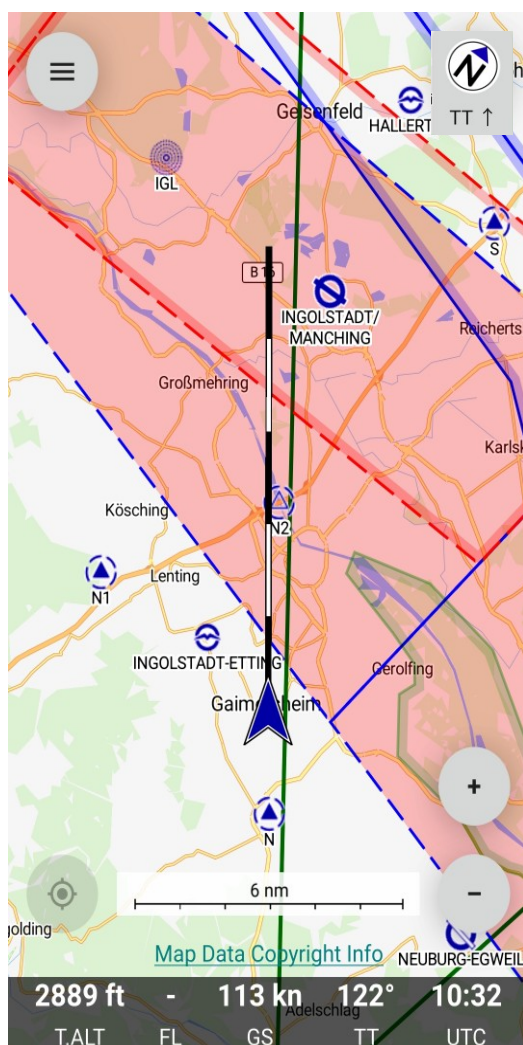 Geisenfeld
HALLERT
TT ↑
IGL
S
B 16
INGOLSTADT/
MANCHING
Reicherts
Großmehring
Karlsk
Kösching
N2
N1
Lenting
INGOLSTADT-ETTING
Gerolfing
Gaimersheim
+
N
6 nm
−
golding
Map Data Copyright Info
NEUBURG-EGWEIL
2889 ft - 113 kn 122° 10:32
Adelschlag
T.ALT FL GS TT UTC